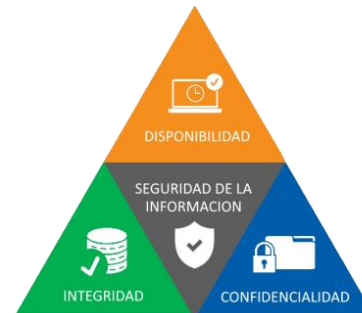 DISPONIBILIDAD
SEGURIDAD DE LA
INFORMACION
INTEGRIDAD
CONFIDENCIALIDAD